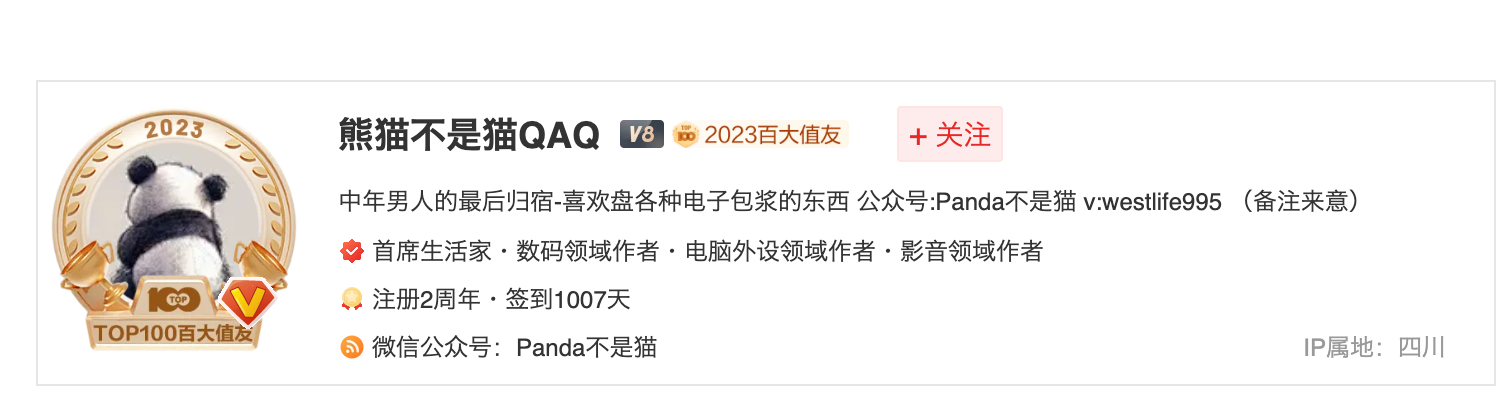 2023
100 TOP
TOP100百大值友
熊猫不是猫QAQ V8 TOP 100 2023百大值友 + 关注
中年男人的最后归宿-喜欢盘各种电子包浆的东西 公众号:Panda不是猫 v:westlife995 （备注来意）
首席生活家・数码领域作者・电脑外设领域作者・影音领域作者
注册2周年・签到1007天
微信公众号：Panda不是猫
IP属地：四川